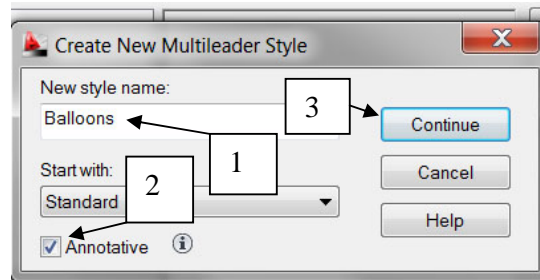 Create New Multileader Style
X
New style name:
Balloons
3
Continue
1
Start with:
2
Standard
Cancel
Annotative
i
Help